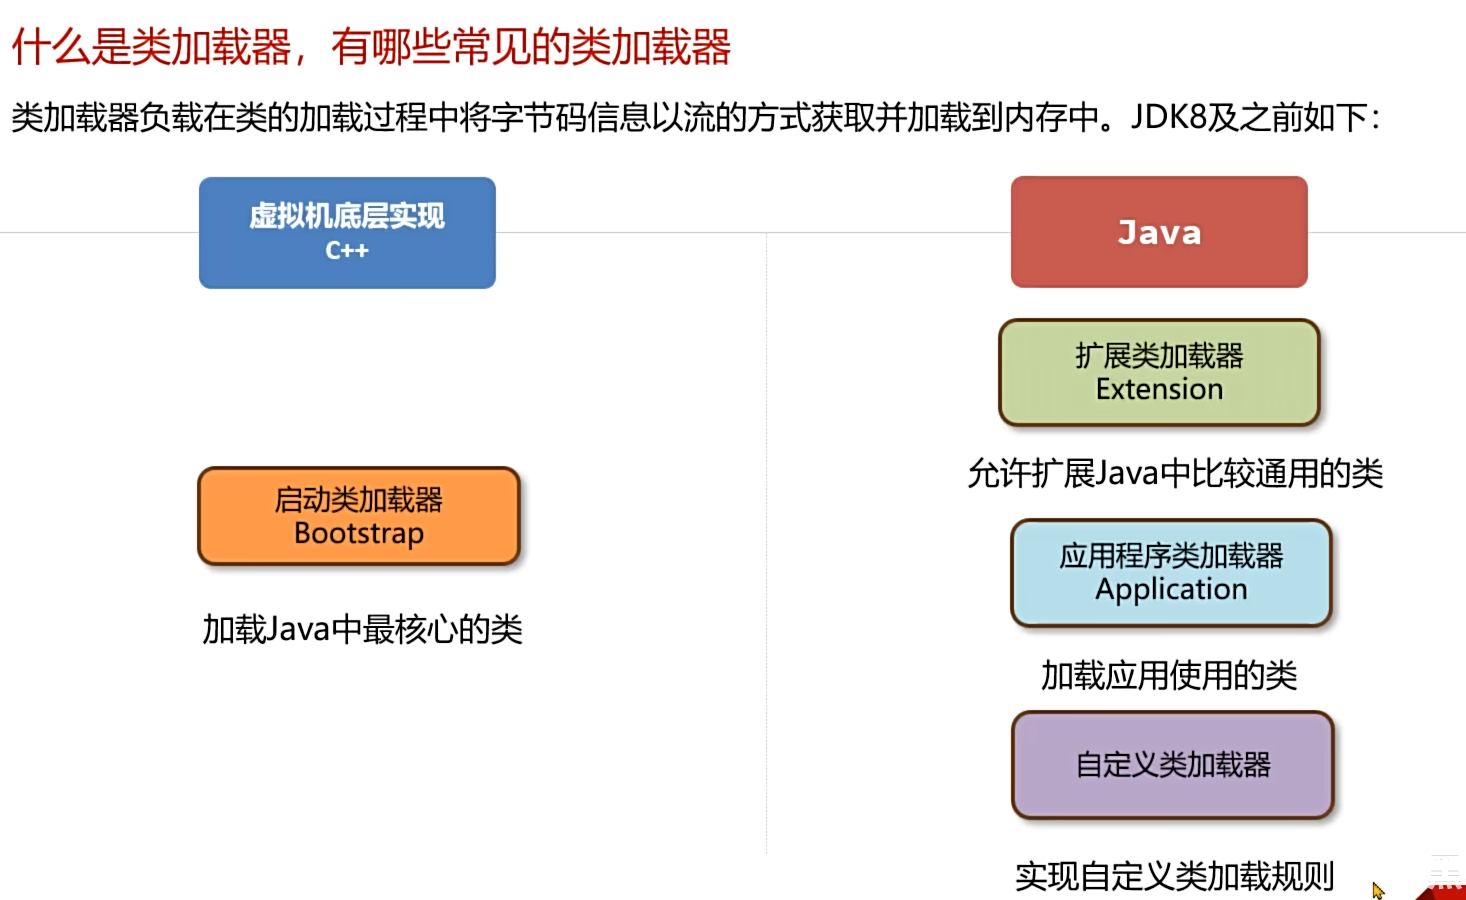 什么是类加载器，有哪些常见的类加载器
类加载器负载在类的加载过程中将字节码信息以流的方式获取并加载到内存中。JDK8及之前如下：
虚拟机底层实现
C++
Java
扩展类加载器
Extension
允许扩展Java中比较通用的类
启动类加载器
Bootstrap
加载Java中最核心的类
应用程序类加载器
Application
加载应用使用的类
自定义类加载器
实现自定义类加载规则